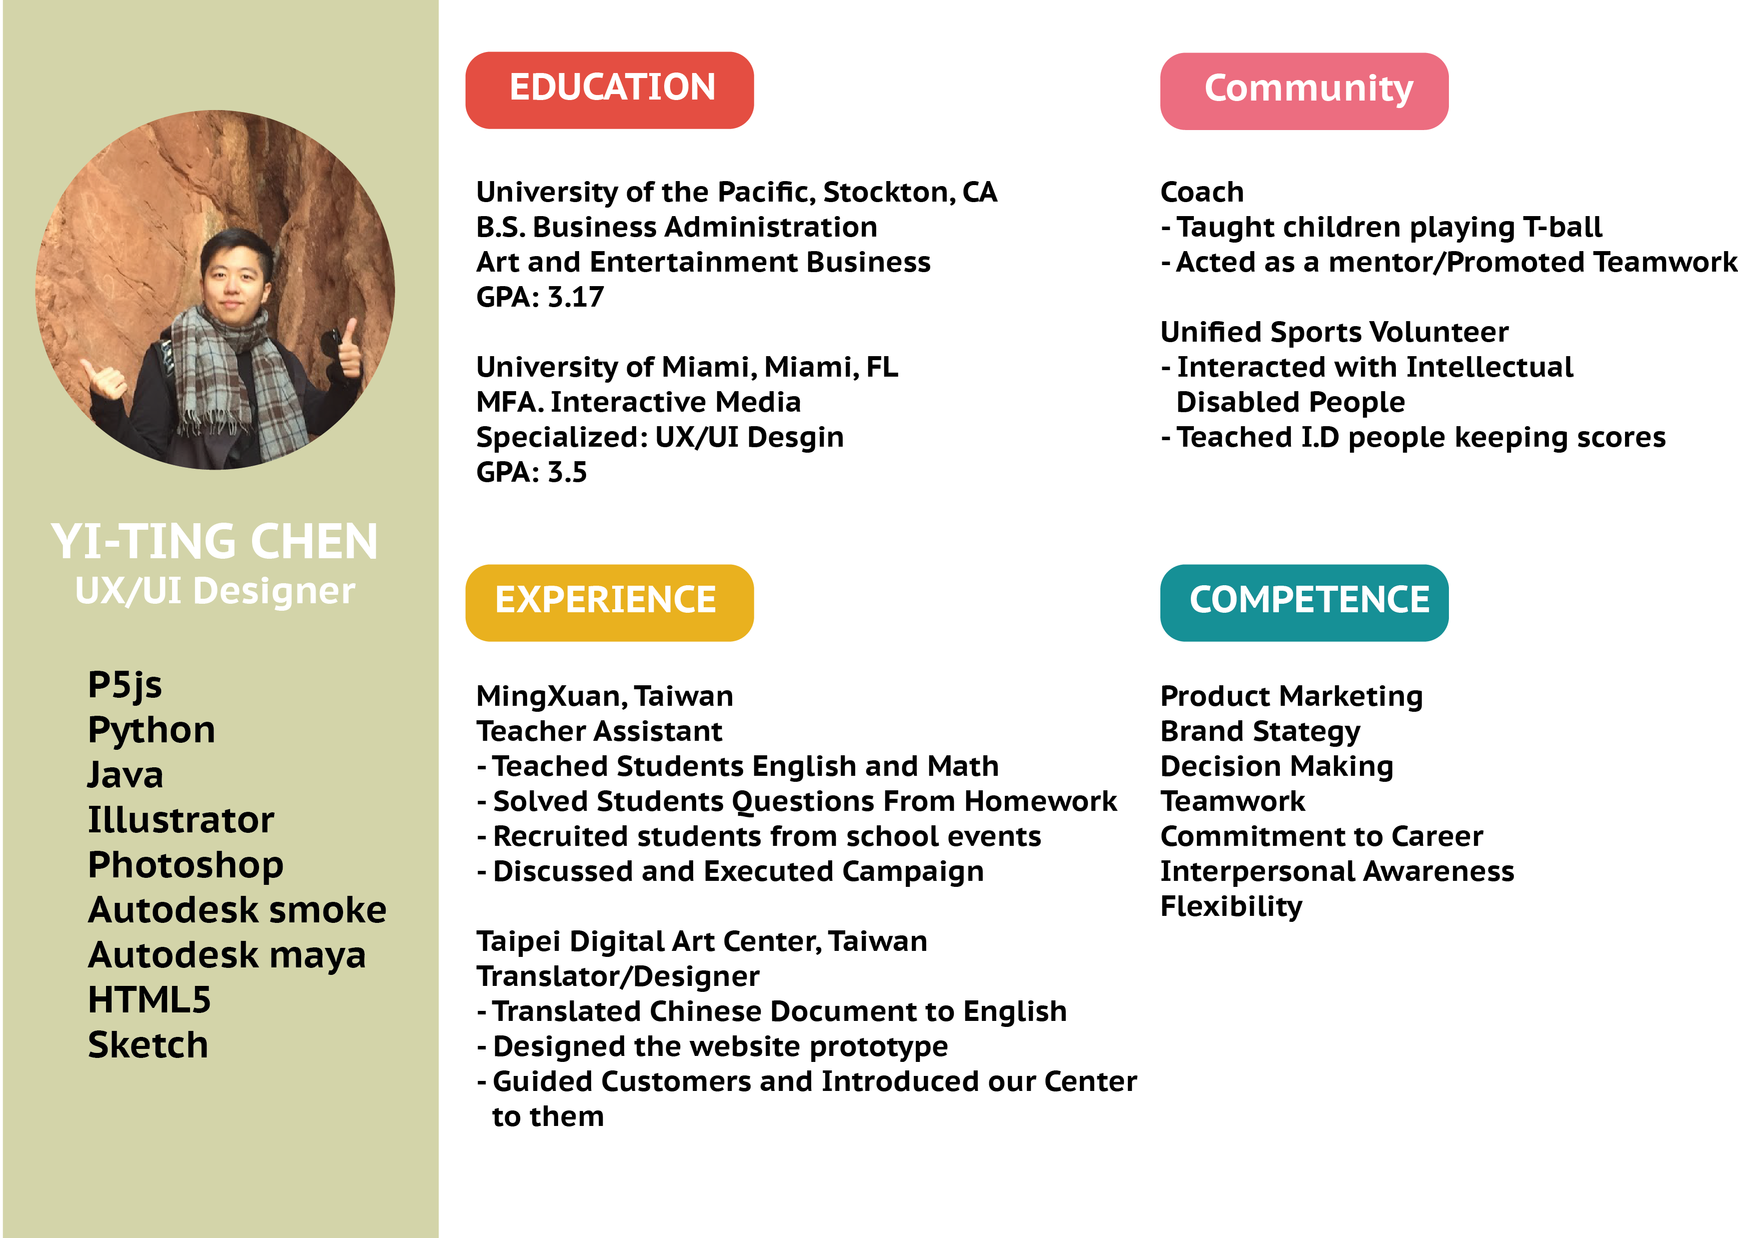 YI-TING CHEN
UX/UI Designer
P5js
Python
Java
Illustrator
Photoshop
Autodesk smoke
Autodesk maya
HTML5
Sketch
EDUCATION
University of the Pacific, Stockton, CA
B.S. Business Administration
Art and Entertainment Business
GPA: 3.17
University of Miami, Miami, FL
MFA. Interactive Media
Specialized: UX/UI Desgin
GPA: 3.5
EXPERIENCE
MingXuan, Taiwan
Teacher Assistant
- Teached Students English and Math
- Solved Students Questions From Homework
- Recruited students from school events
- Discussed and Executed Campaign
Taipei Digital Art Center, Taiwan
Translator/Designer
- Translated Chinese Document to English
- Designed the website prototype
- Guided Customers and Introduced our Center
to them
Community
Coach
- Taught children playing T-ball
- Acted as a mentor/Promoted Teamwork
Unified Sports Volunteer
- Interacted with Intellectual
Disabled People
- Teached I.D people keeping scores
COMPETENCE
Product Marketing
Brand Stategy
Decision Making
Teamwork
Commitment to Career
Interpersonal Awareness
Flexibility